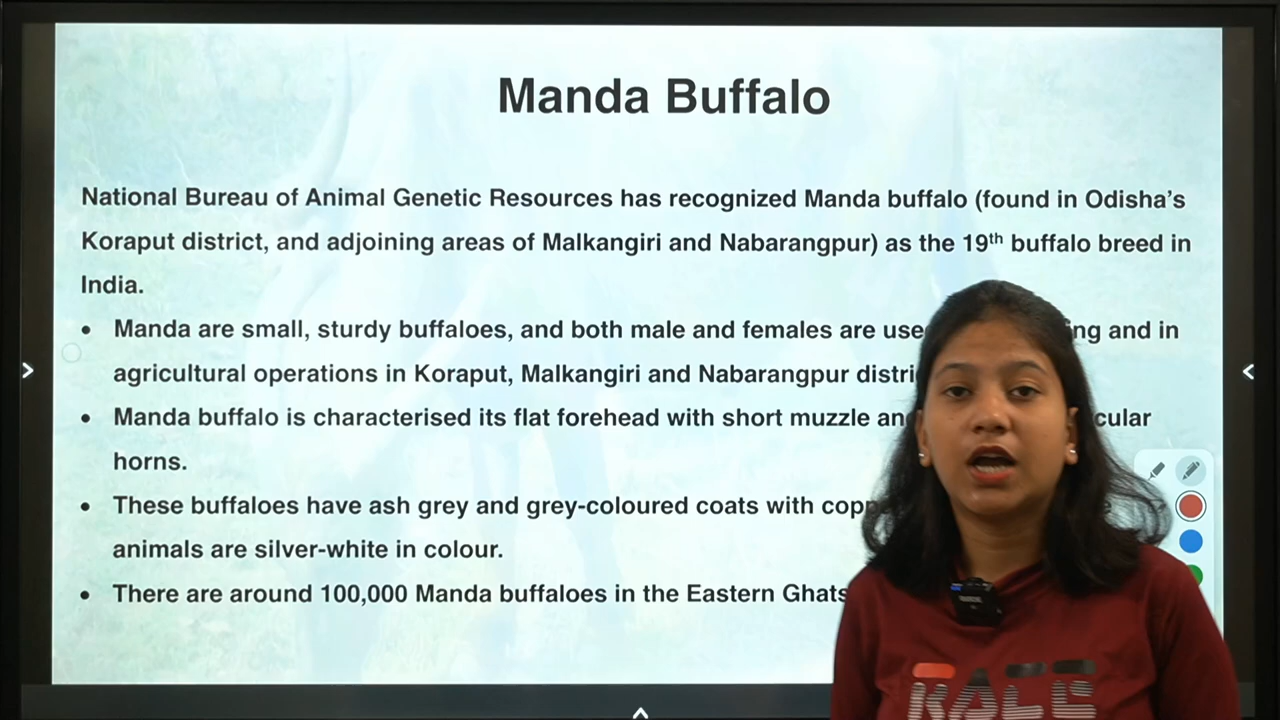 Manda Buffalo
National Bureau of Animal Genetic Resources has recognized Manda buffalo (found in Odisha’s
Koraput district, and adjoining areas of Malkangiri and Nabarangpur) as the 19th buffalo breed in
India.
• Manda are small, sturdy buffaloes, and both male and females are and in
agricultural operations in Koraput, Malkangiri and Nabarangpur
• Manda buffalo is characterised its flat forehead with short muzzle
horns.
• These buffaloes have ash grey and grey-coloured coats with
animals are silver-white in colour.
• There are around 100,000 Manda buffaloes in the Eastern Ghats